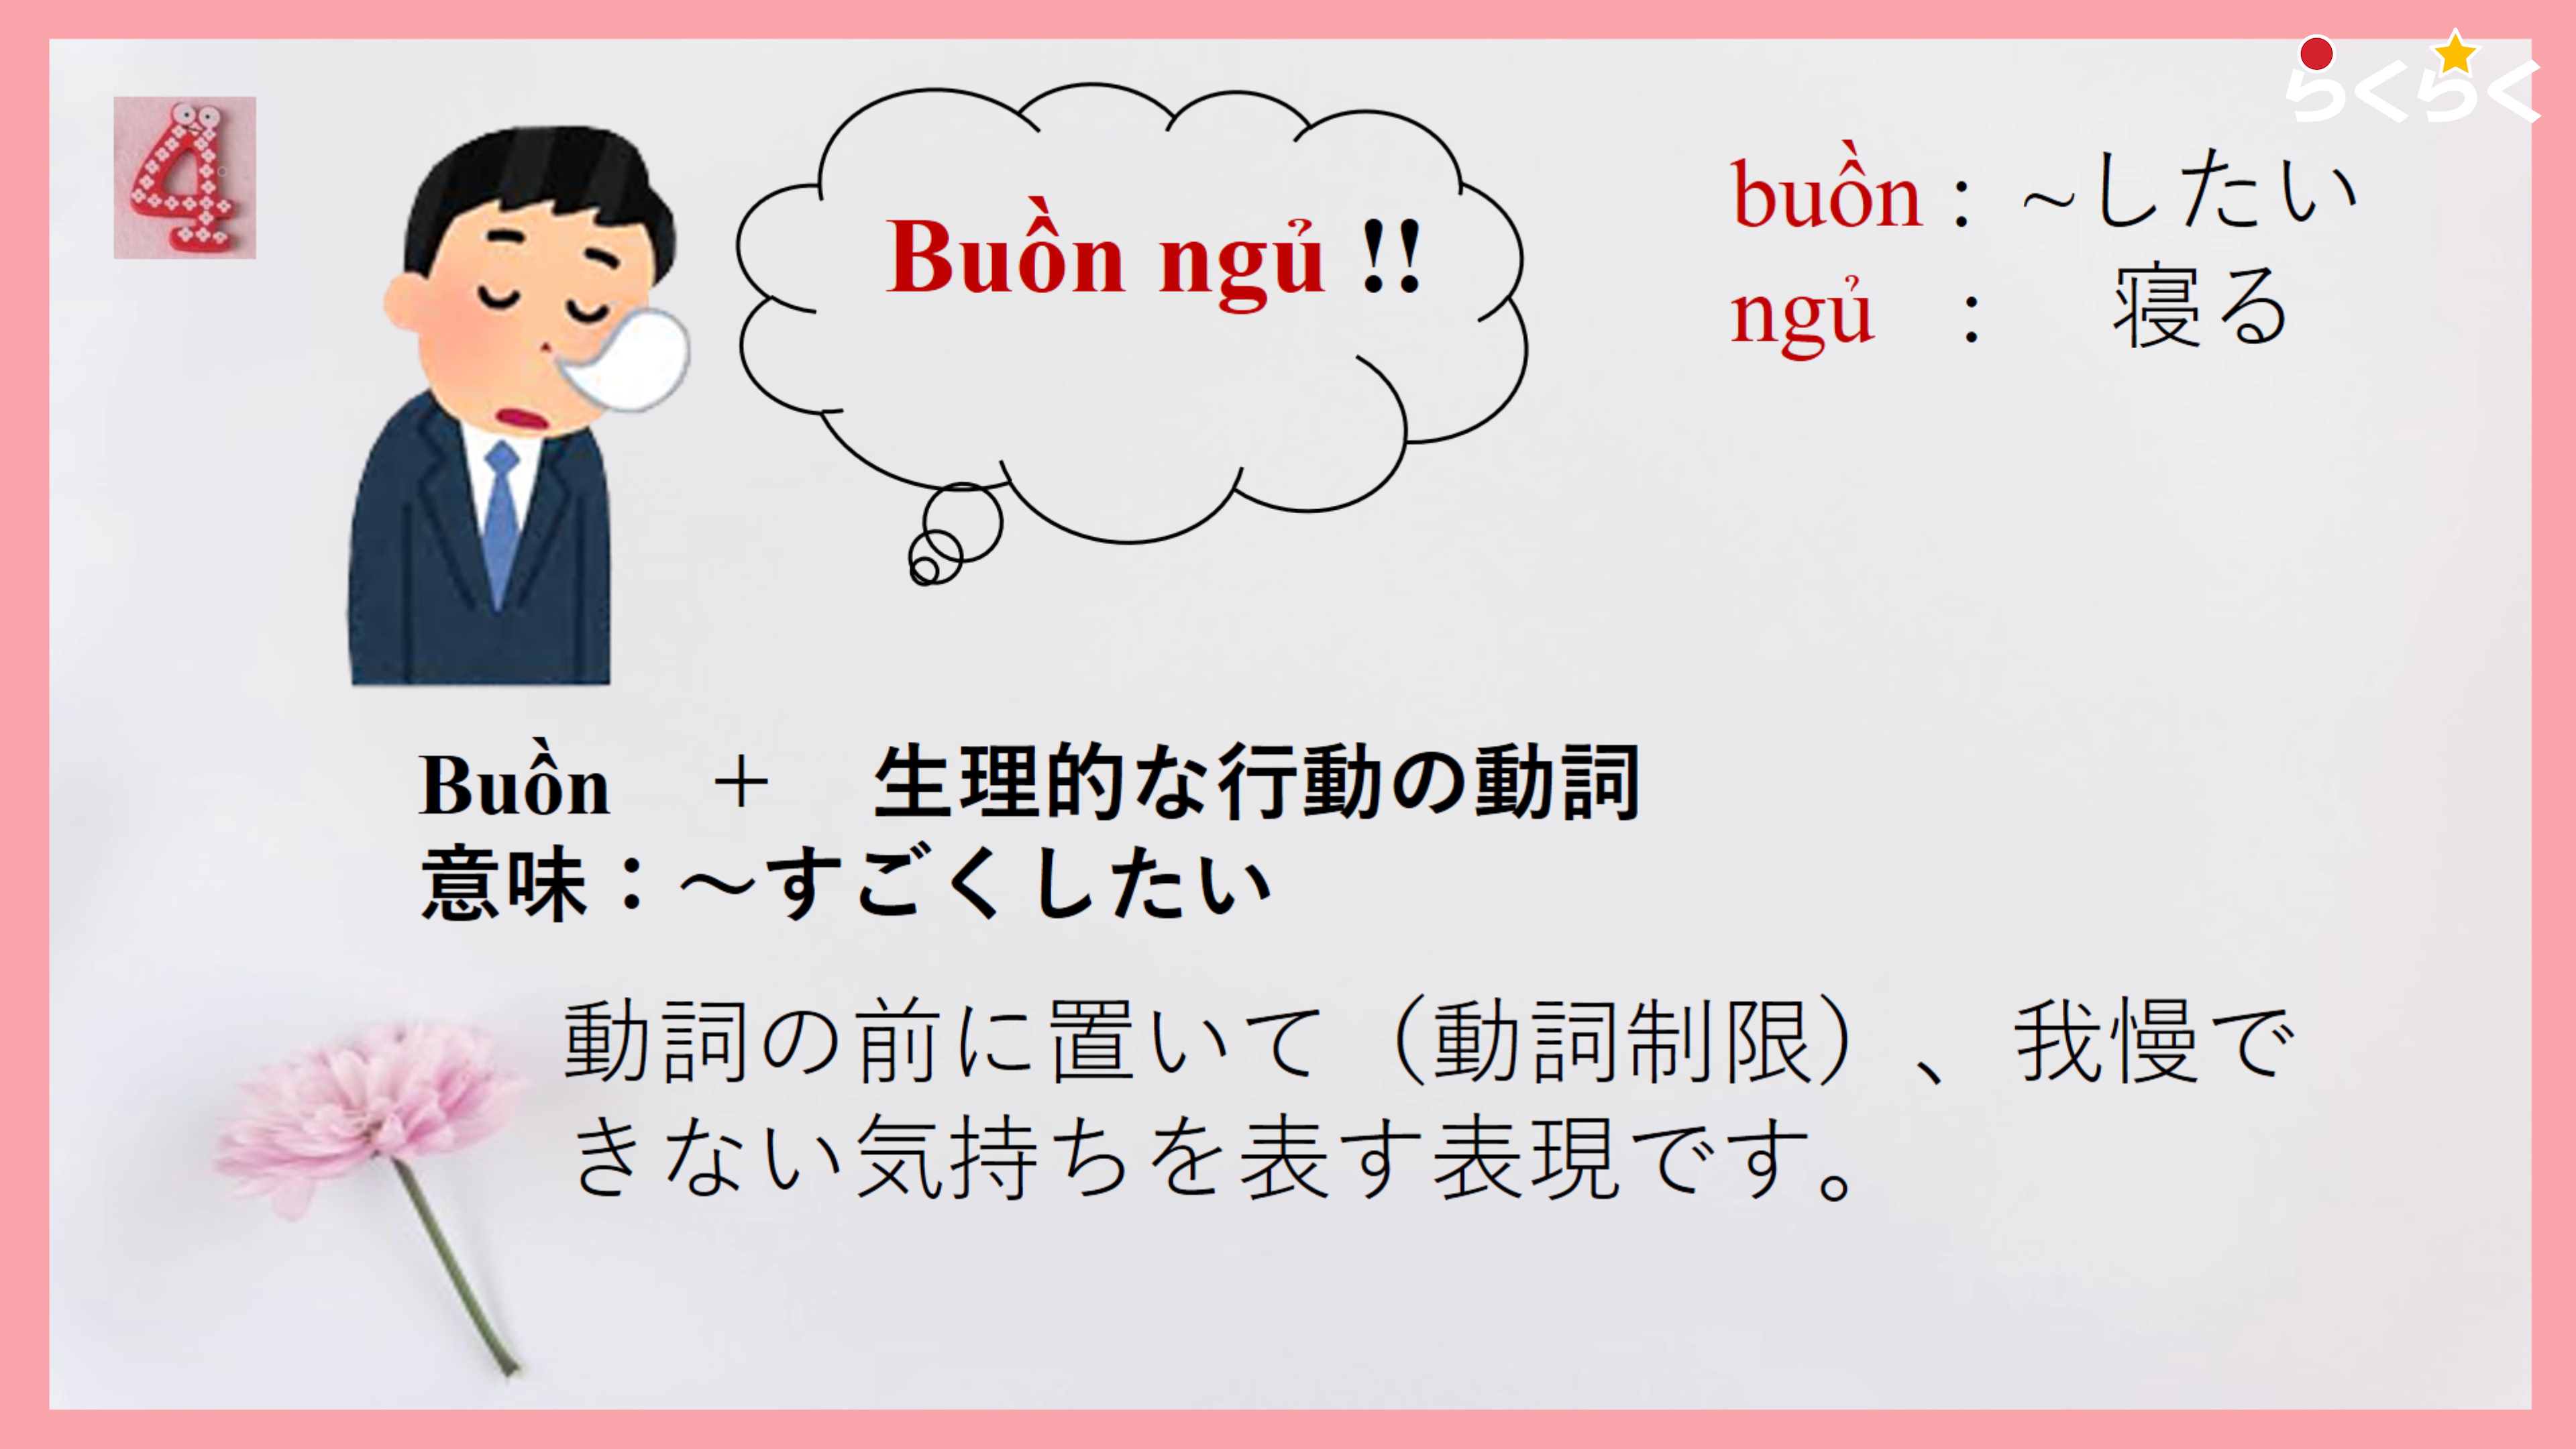 らくらく
4
Buồn ngủ !!
buồn : ~したい
ngủ : 寝る
Buồn ＋ 生理的な行動の動詞
意味：～すごくしたい
動詞の前に置いて（動詞制限）、我慢で
きない気持ちを表す表現です。